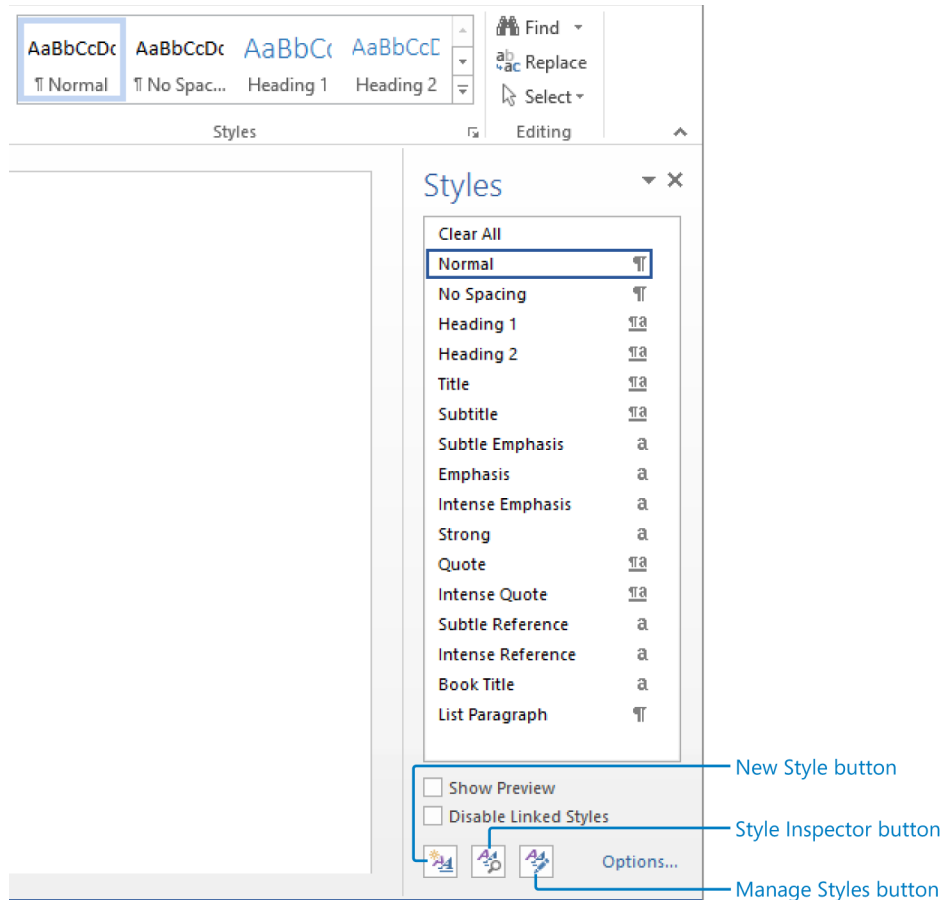 AaBbCcDc AaBbCcDc AaBbC( AaBbCcE
¶ Normal ¶ No Spac... Heading 1 Heading 2
Find
Replace
Select
Styles
Editing
Styles
Clear All
Normal ¶
No Spacing ¶
Heading 1 ¶a
Heading 2 ¶a
Title ¶a
Subtitle ¶a
Subtle Emphasis a
Emphasis a
Intense Emphasis a
Strong a
Quote ¶a
Intense Quote ¶a
Subtle Reference a
Intense Reference a
Book Title a
List Paragraph ¶
Show Preview
Disable Linked Styles
Options...
New Style button
Style Inspector button
Manage Styles button